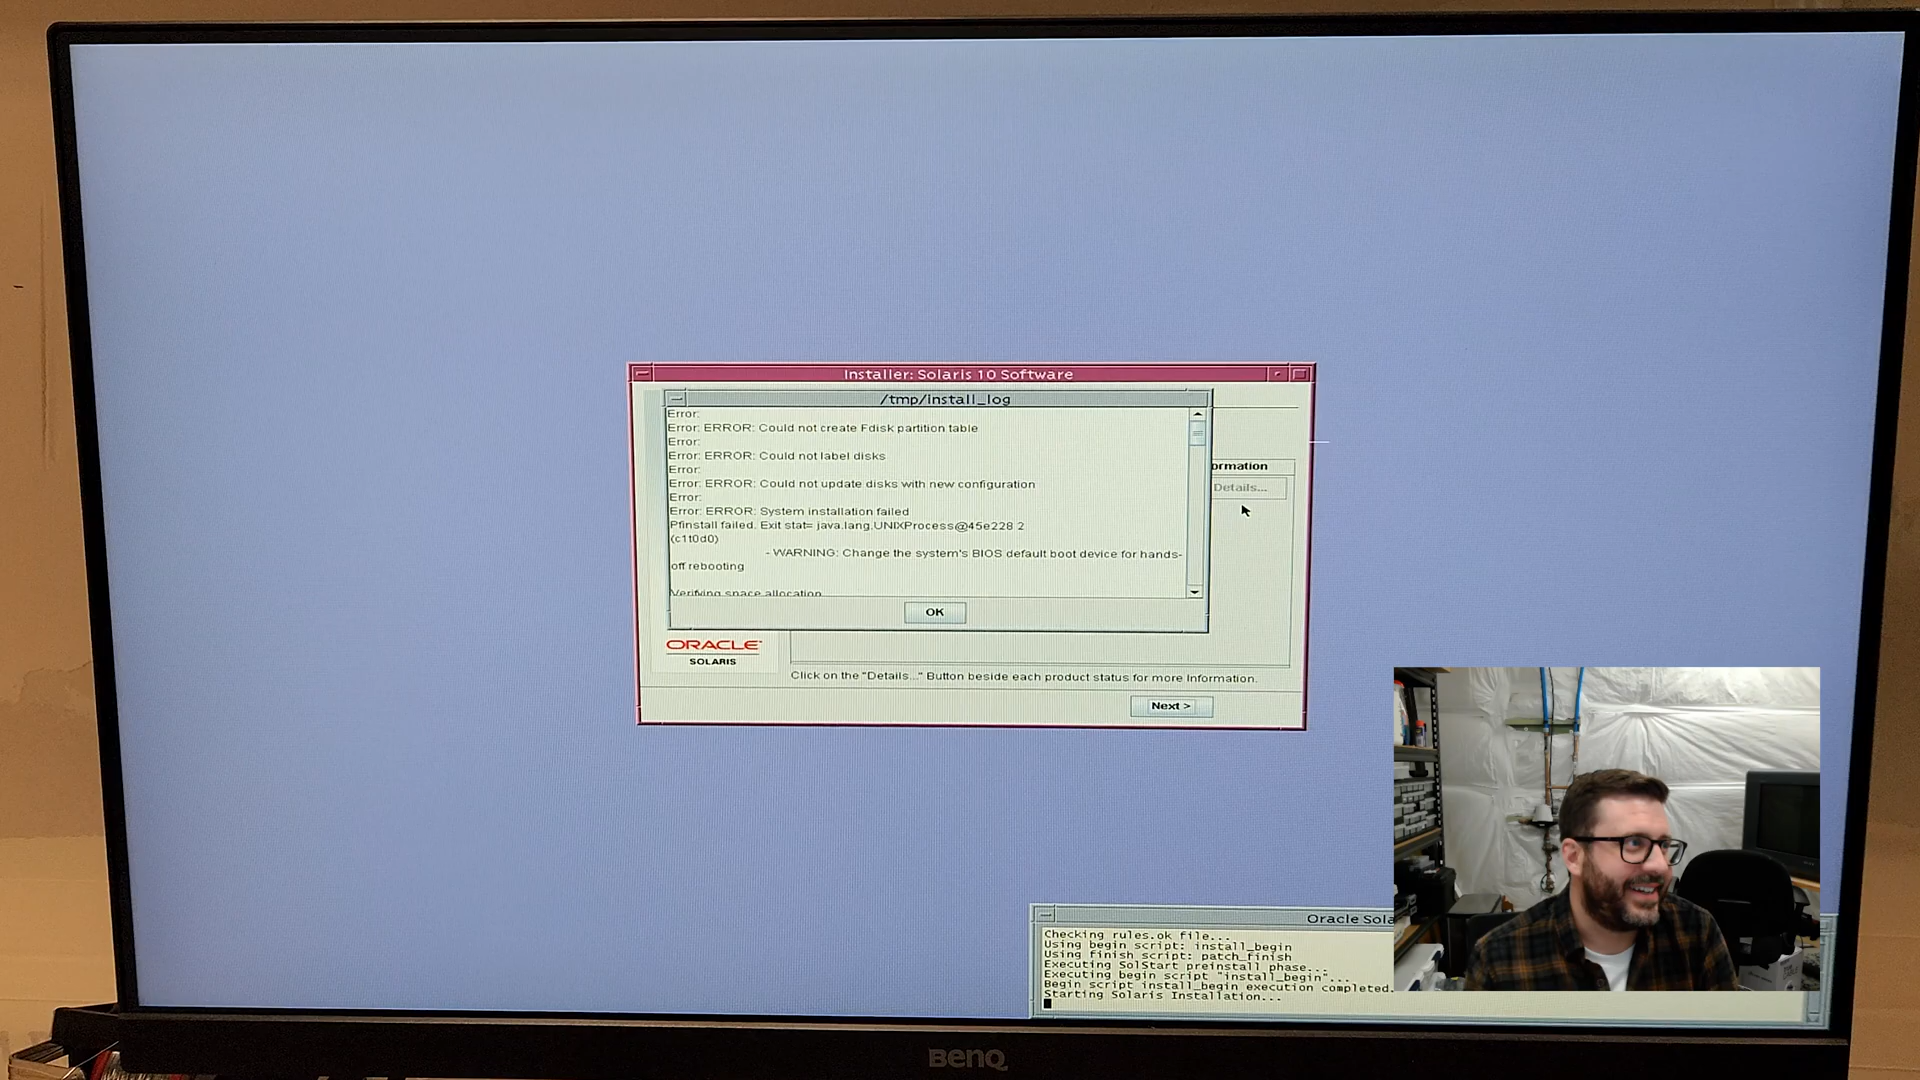 Installer: Solaris 10 Software
/tmp/install_log
Error:
Error: ERROR: Could not create Fdisk partition table
Error:
Error: ERROR: Could not label disks
Error:
Error: ERROR: Could not update disks with new configuration
Error:
Error: ERROR: System installation failed
Pfinstall failed. Exit stat= java.lang.UNIXProcess@45e228 2
(c1t0d0)
- WARNING: Change the system's BIOS default boot device for hands-
off rebooting
Verifying space allocation
OK
ormation
Details...
ORACLE
SOLARIS
Click on the "Details..." Button beside each product status for more Information.
Next >
Oracle Sola
Checking rules.ok file...
Using begin script: install_begin
Using finish script: patch_finish
Executing SolStart preinstall phase...
Executing begin script "install_begin"...
Begin script install_begin execution completed.
Starting Solaris Installation...
BenQ